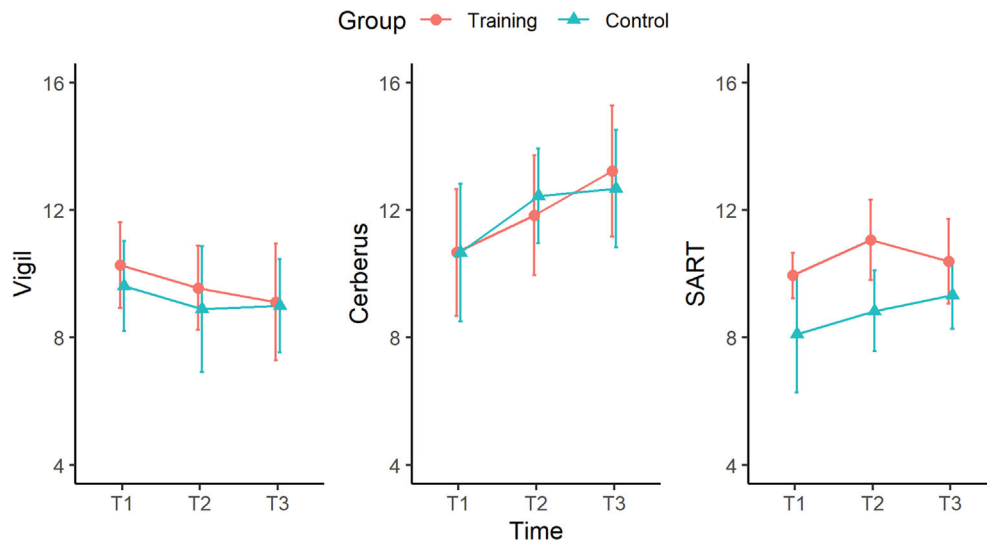 Group Training Control
Vigil
16
12
8
4
T1 T2 T3
Cerberus
16
12
8
4
T1 T2 T3
SART
16
12
8
4
T1 T2 T3
Time